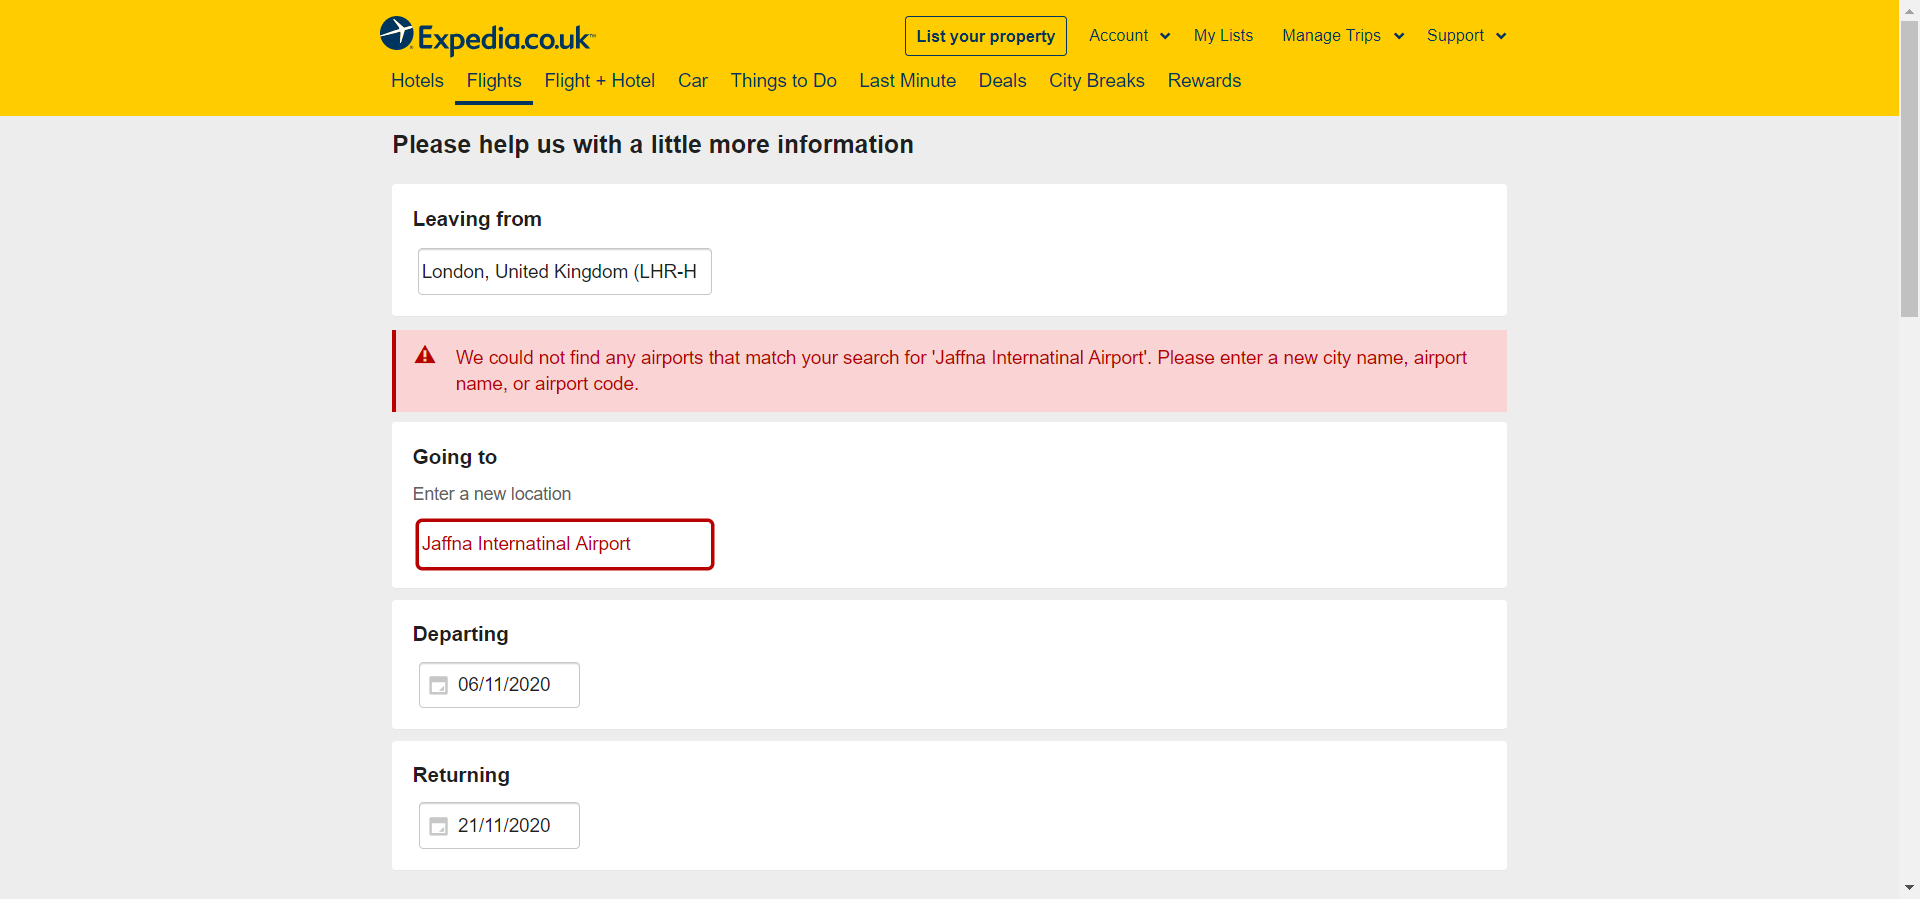 Expedia.co.uk™
List your property
Account
My Lists
Manage Trips
Support
Hotels
Flights
Flight + Hotel
Car
Things to Do
Last Minute
Deals
City Breaks
Rewards
Please help us with a little more information
Leaving from
London, United Kingdom (LHR-H
We could not find any airports that match your search for 'Jaffna Internatinal Airport'. Please enter a new city name, airport
name, or airport code.
Going to
Enter a new location
Jaffna Internatinal Airport
Departing
06/11/2020
Returning
21/11/2020